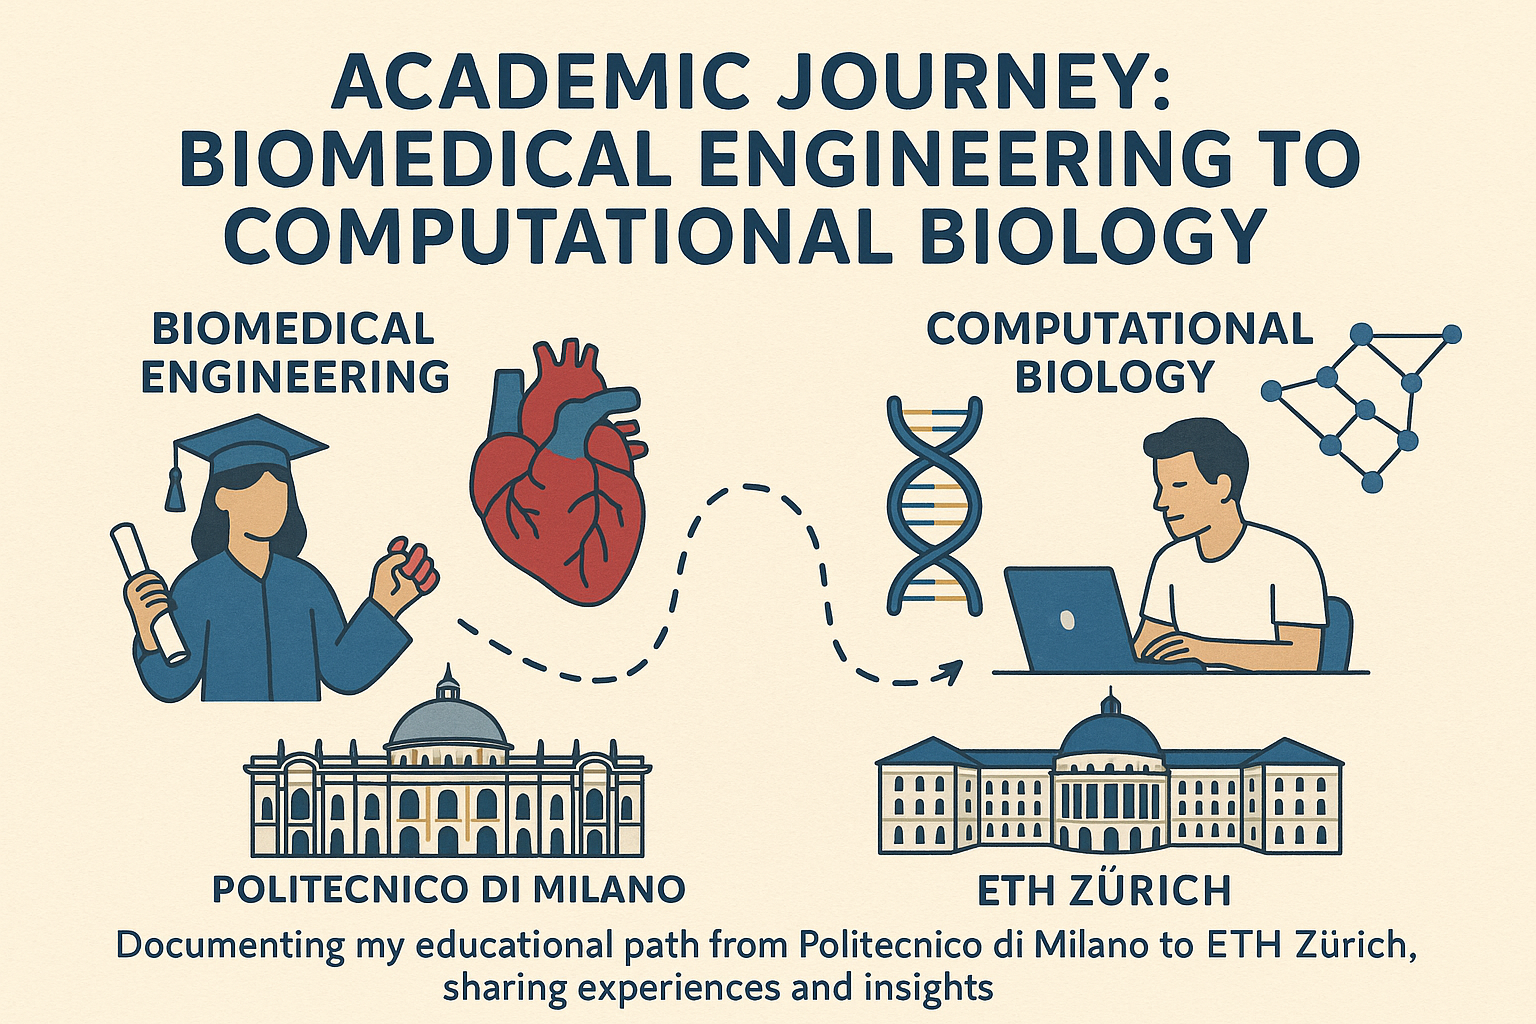 ACADEMIC JOURNEY:
BIOMEDICAL ENGINEERING TO
COMPUTATIONAL BIOLOGY
BIOMEDICAL
ENGINEERING
COMPUTATIONAL
BIOLOGY
POLITECNICO DI MILANO
ETH ZÜRICH
Documenting my educational path from Politecnico di Milano to ETH Zürich,
sharing experiences and insights